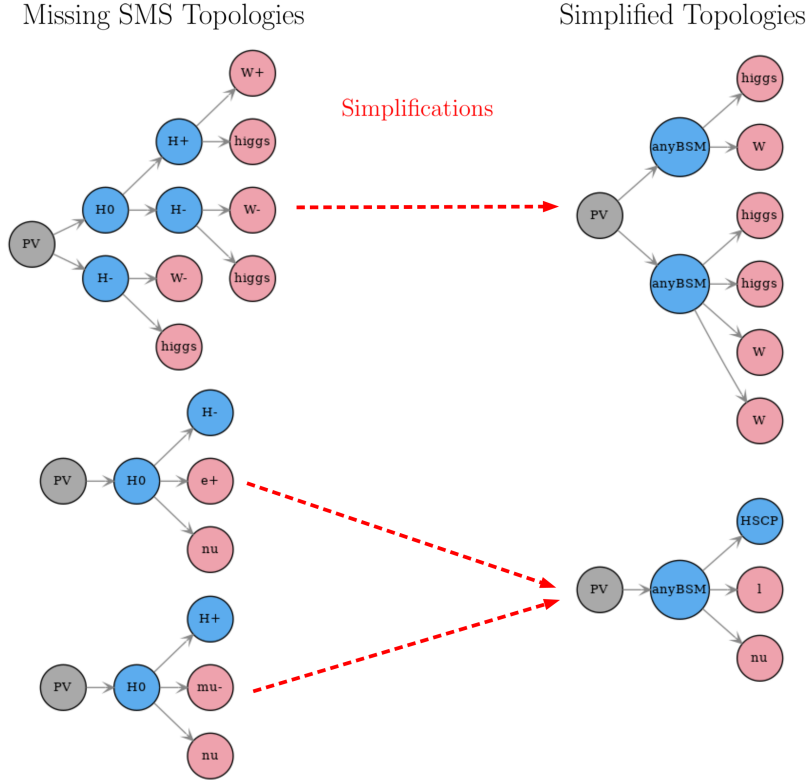 Missing SMS Topologies
Simplified Topologies
Simplifications
W+
H+
higgs
H0
H-
W-
PV
higgs
H-
W-
higgs
higgs
anyBSM
W
PV
higgs
anyBSM
higgs
W
W
H-
PV
H0
e+
nu
H+
PV
H0
mu-
nu
HSCP
PV
anyBSM
l
nu